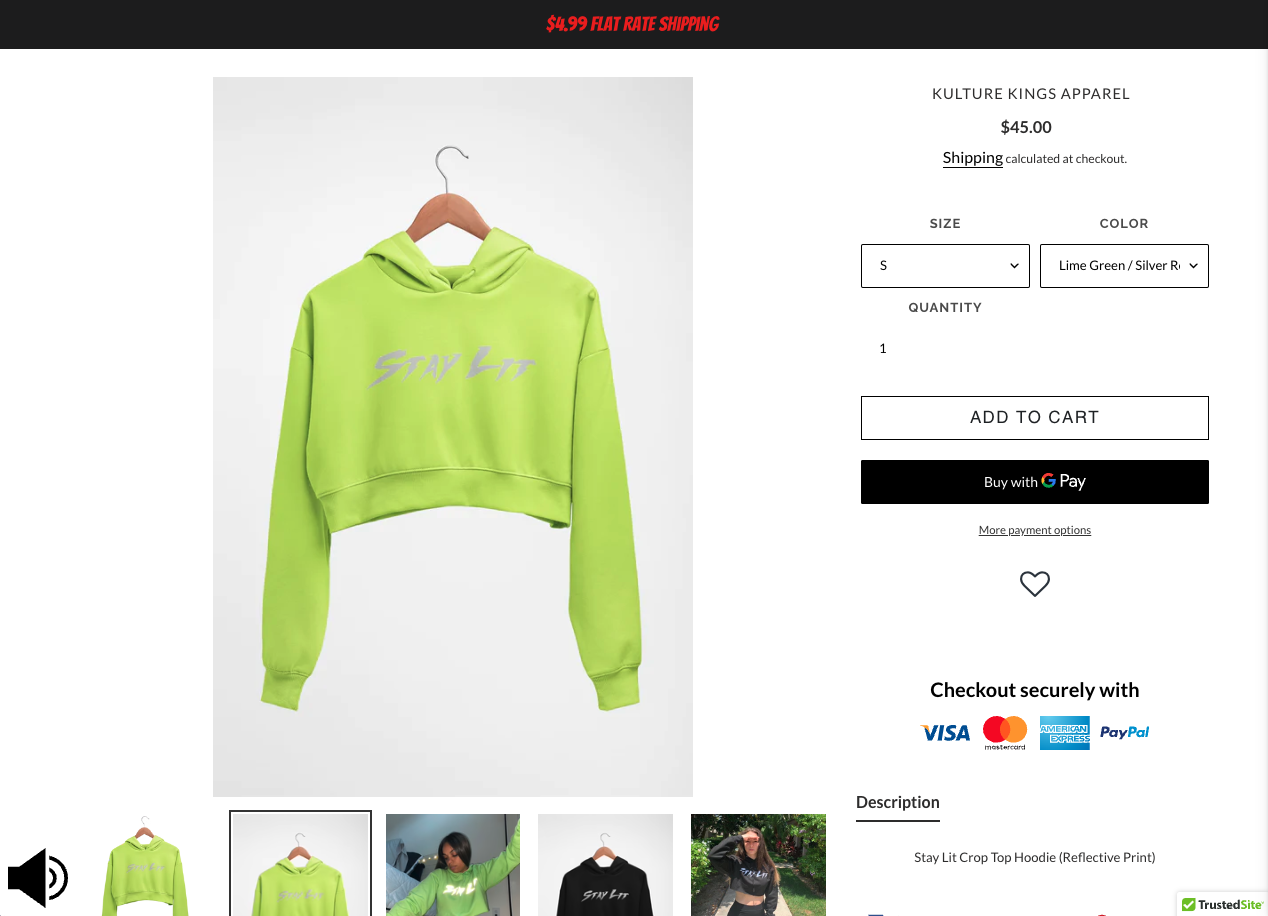 $4.99 FLAT RATE SHIPPING
KULTURE KINGS APPAREL
$45.00
Shipping calculated at checkout.
SIZE
COLOR
S
Lime Green / Silver Re
QUANTITY
1
STAY LIT
ADD TO CART
Buy with G Pay
More payment options
Checkout securely with
VISA
mastercard
AMERICAN EXPRESS
PayPal
Description
Stay Lit Crop Top Hoodie (Reflective Print)
STAY LIT
STAY LIT
STAY LIT
TrustedSite